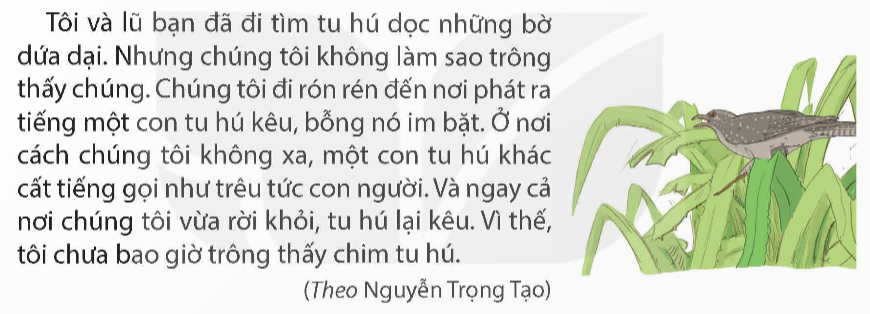 Tôi và lũ bạn đã đi tìm tu hú dọc những bờ
dứa dại. Nhưng chúng tôi không làm sao trông
thấy chúng. Chúng tôi đi rón rén đến nơi phát ra
tiếng một con tu hú kêu, bỗng nó im bặt. Ở nơi
cách chúng tôi không xa, một con tu hú khác
cất tiếng gọi như trêu tức con người. Và ngay cả
nơi chúng tôi vừa rời khỏi, tu hú lại kêu. Vì thế,
tôi chưa bao giờ trông thấy chim tu hú.
(Theo Nguyễn Trọng Tạo)